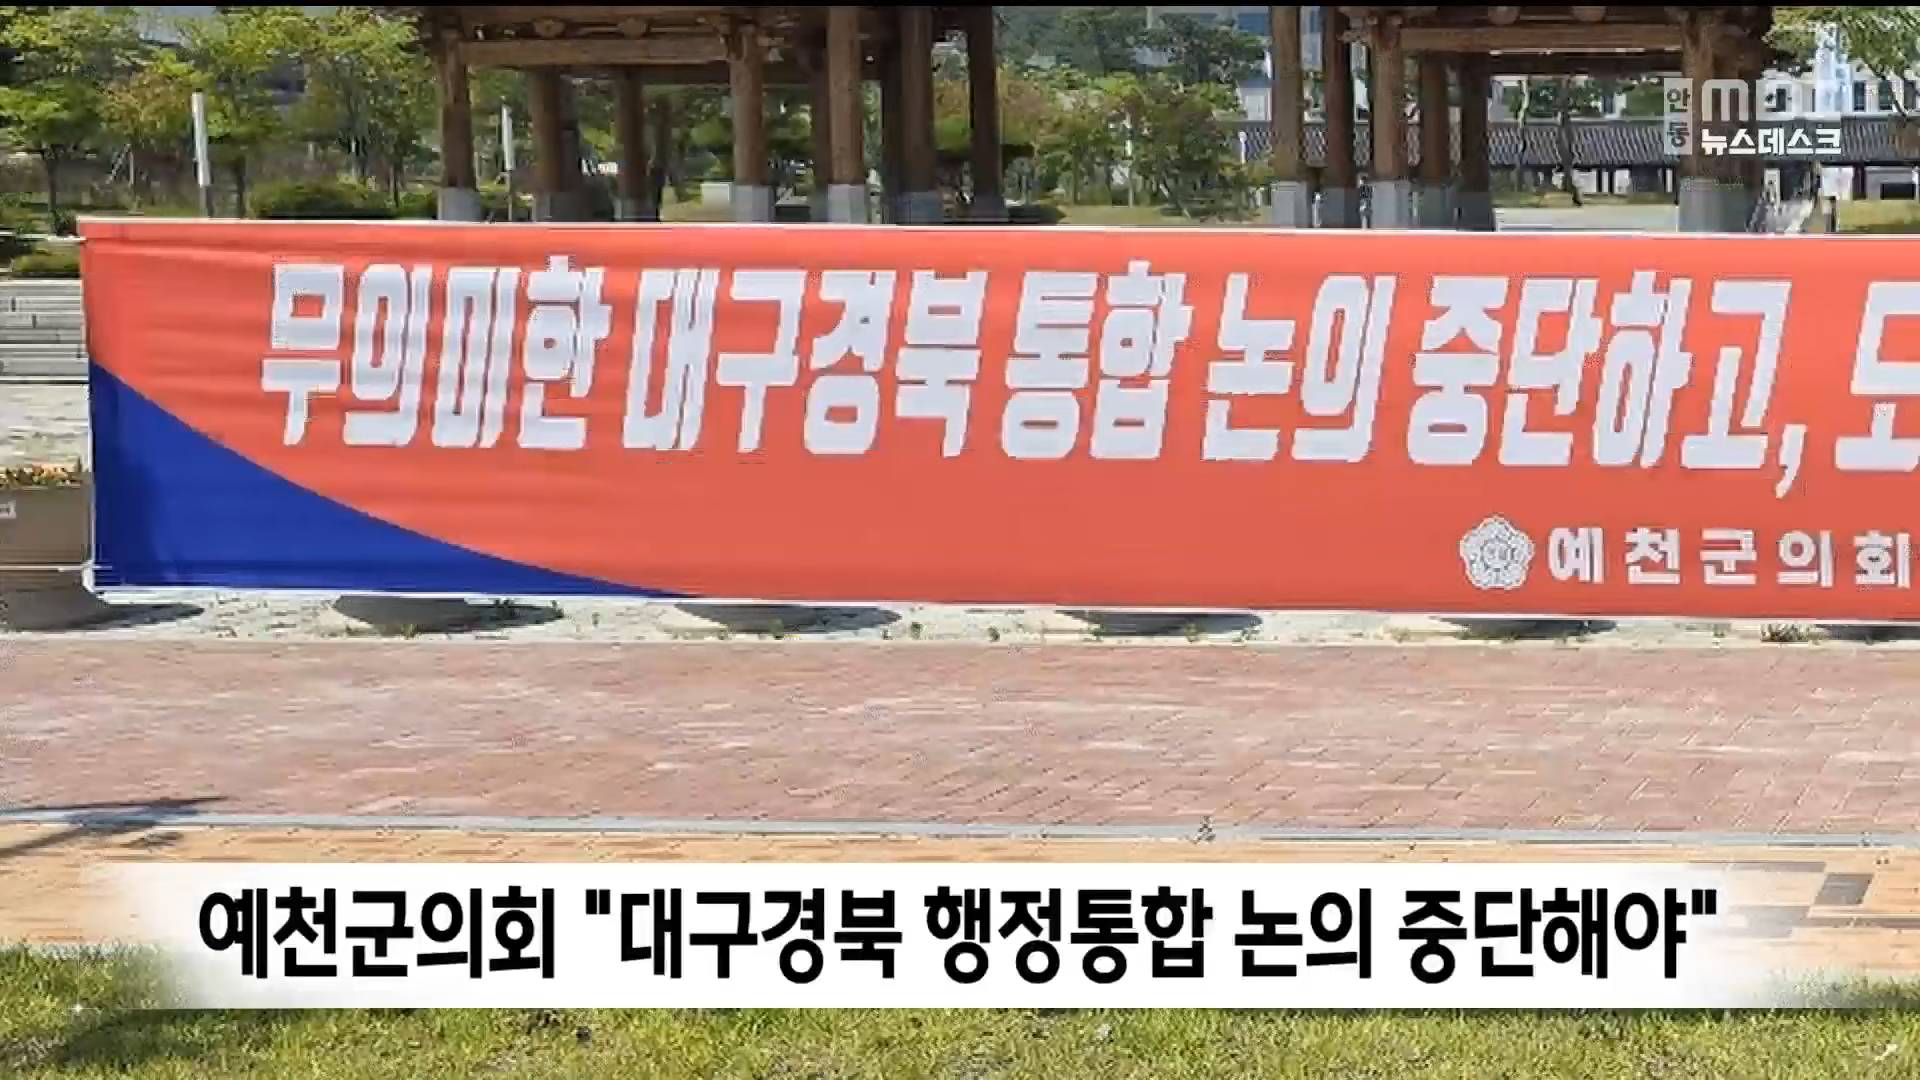 안동 mbc
뉴스데스크
무의미한 대구경북 통합 논의 중단하고, 도
예천군의회
예천군의회 "대구경북 행정통합 논의 중단해야"